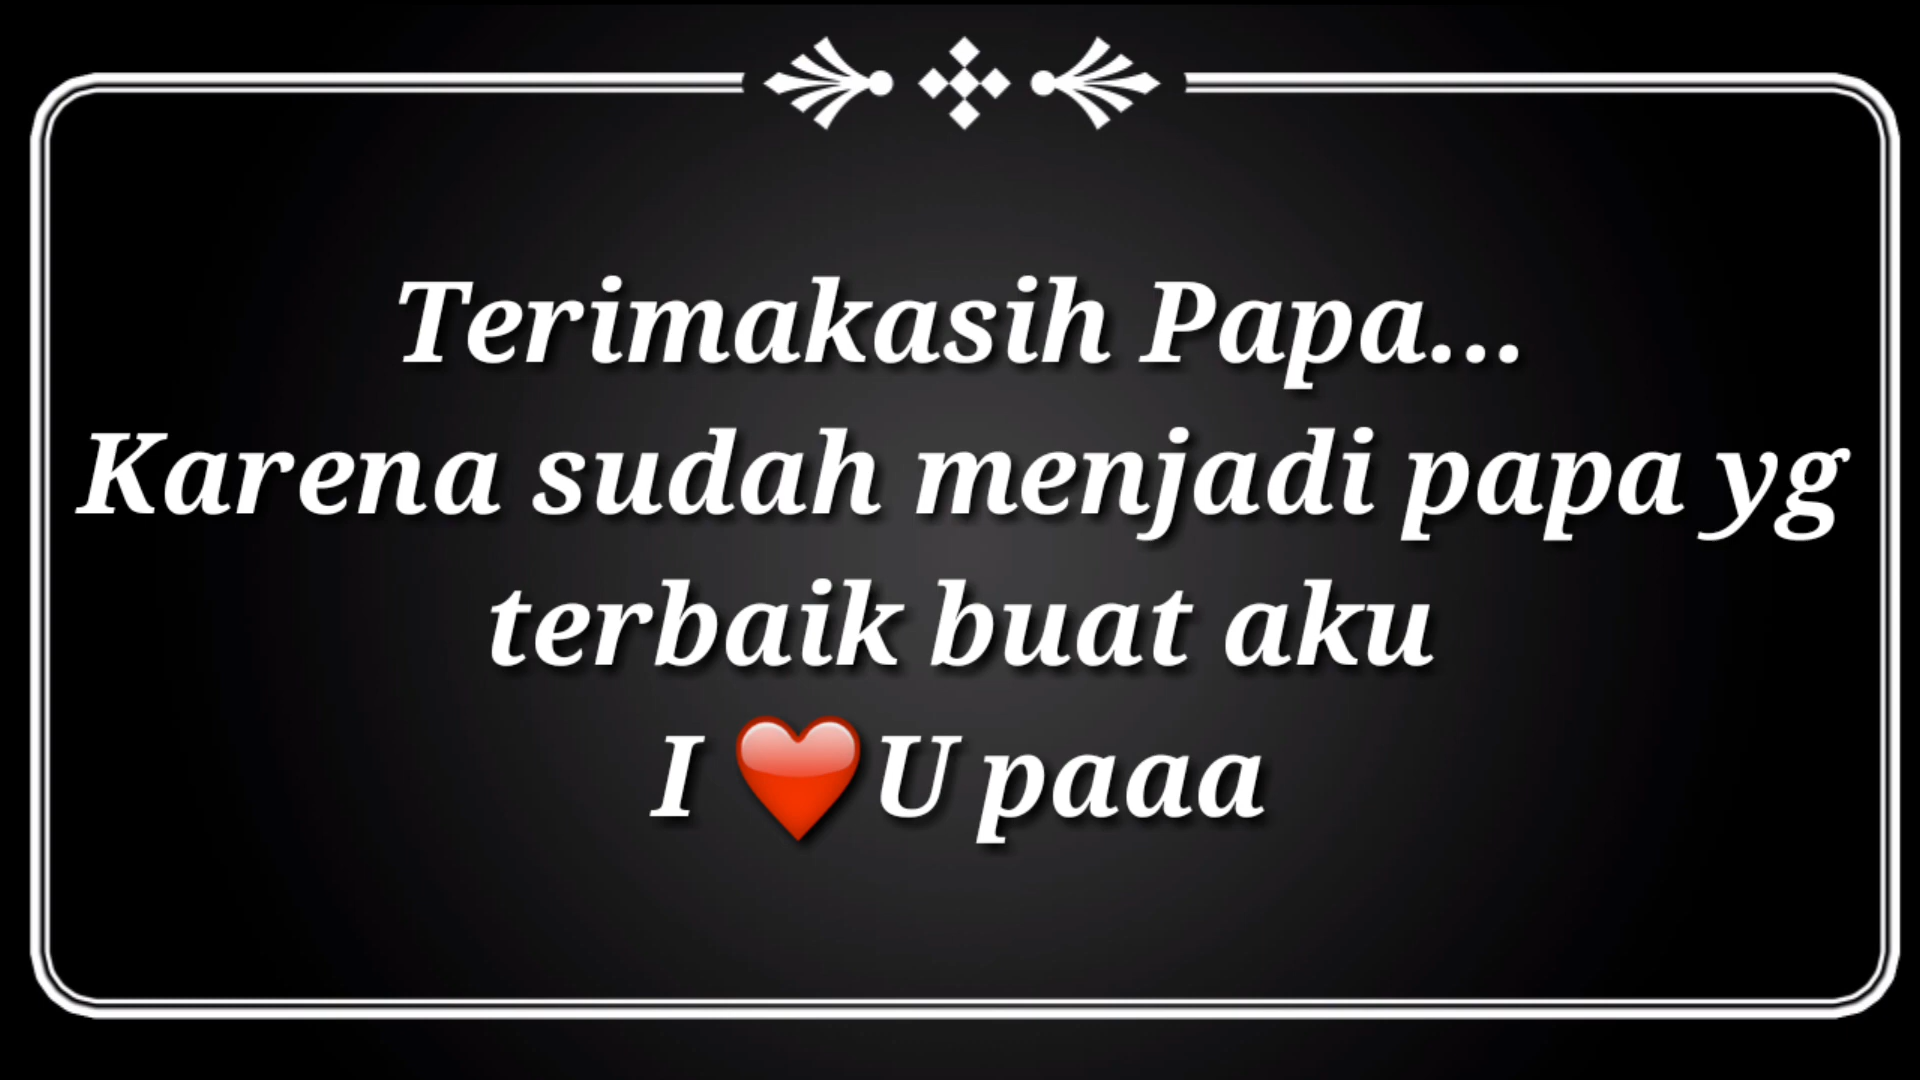 Terimakasih Papa...
Karena sudah menjadi papa yg
terbaik buat aku
I ❤️U paaa